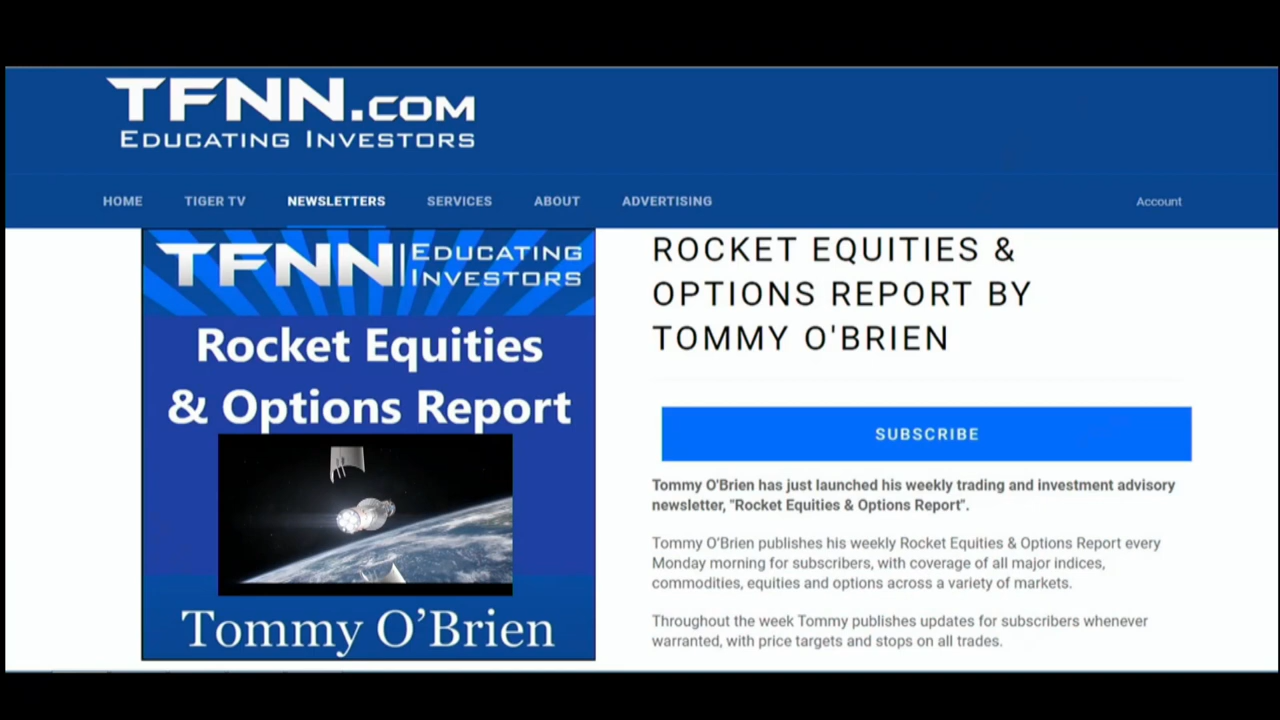 TFNN.COM
EDUCATING INVESTORS
HOME TIGER TV NEWSLETTERS SERVICES ABOUT ADVERTISING Account
TFNN | EDUCATING
INVESTORS
Rocket Equities
& Options Report
Tommy O’Brien
ROCKET EQUITIES &
OPTIONS REPORT BY
TOMMY O'BRIEN
SUBSCRIBE
Tommy O'Brien has just launched his weekly trading and investment advisory
newsletter, "Rocket Equities & Options Report".
Tommy O’Brien publishes his weekly Rocket Equities & Options Report every
Monday morning for subscribers, with coverage of all major indices,
commodities, equities and options across a variety of markets.
Throughout the week Tommy publishes updates for subscribers whenever
warranted, with price targets and stops on all trades.